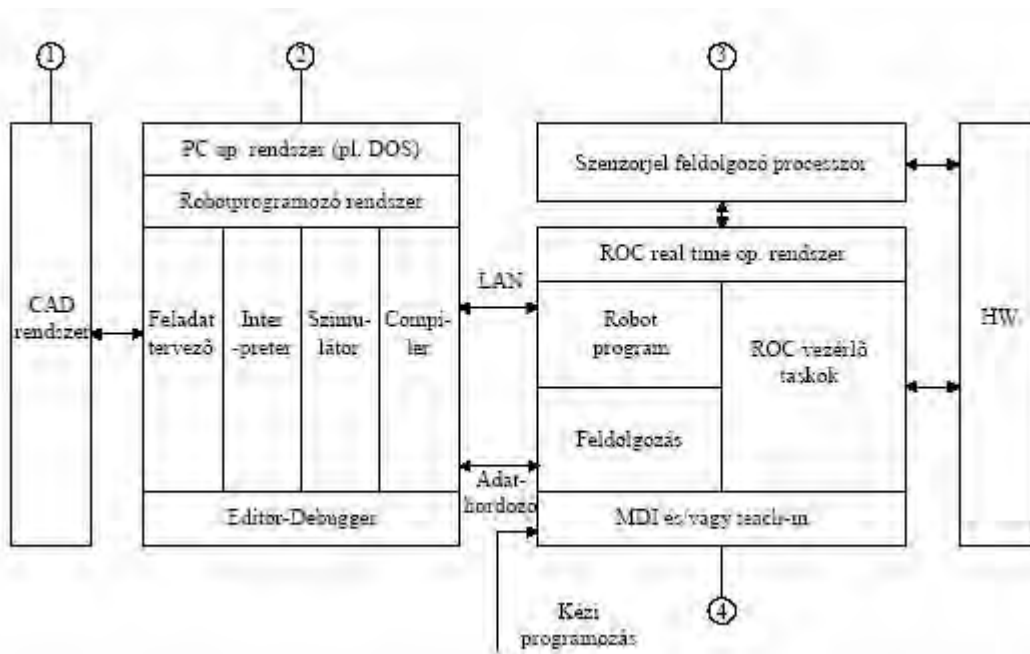 1
2
3
PC op. rendszer (pl. DOS)
Robotprogramozó rendszer
CAD
rendszer
Feladat
tervező
Inter
-preter
Szimu-
látor
Compi-
ler
Editor-Debugger
LAN
Adat-
hordozó
Szenzorjel feldolgozó processzor
ROC real time op. rendszer
Robot
program
Feldolgozás
ROC-vezérlő
taskok
MDI és/vagy teach-in
HW.
4
Kézi
programozás